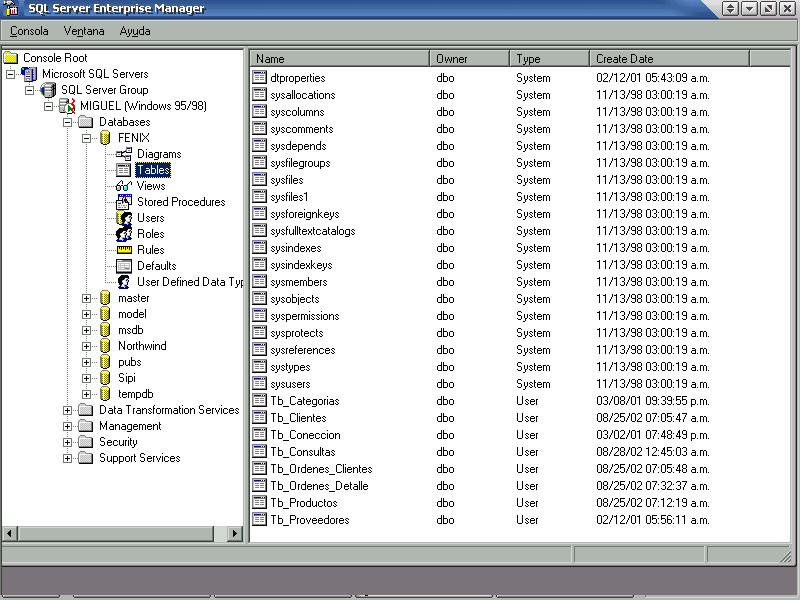 SQL Server Enterprise Manager
Consola Ventana Ayuda
Console Root
Microsoft SQL Servers
SQL Server Group
MIGUEL (Windows 95/98)
Databases
FENIX
Diagrams
Tables
Views
Stored Procedures
Users
Roles
Rules
Defaults
User Defined Data Typ
master
model
msdb
Northwind
pubs
Sipi
tempdb
Data Transformation Services
Management
Security
Support Services
Name Owner Type Create Date
dtproperties dbo System 02/12/01 05:43:09 a.m.
sysallocations dbo System 11/13/98 03:00:19 a.m.
syscolumns dbo System 11/13/98 03:00:19 a.m.
syscomments dbo System 11/13/98 03:00:19 a.m.
sysdepends dbo System 11/13/98 03:00:19 a.m.
sysfilegroups dbo System 11/13/98 03:00:19 a.m.
sysfiles dbo System 11/13/98 03:00:19 a.m.
sysfiles1 dbo System 11/13/98 03:00:19 a.m.
sysforeignkeys dbo System 11/13/98 03:00:19 a.m.
sysfulltextcatalogs dbo System 11/13/98 03:00:19 a.m.
sysindexes dbo System 11/13/98 03:00:19 a.m.
sysindexkeys dbo System 11/13/98 03:00:19 a.m.
sysmembers dbo System 11/13/98 03:00:19 a.m.
sysobjects dbo System 11/13/98 03:00:19 a.m.
syspermissions dbo System 11/13/98 03:00:19 a.m.
sysprotects dbo System 11/13/98 03:00:19 a.m.
sysreferences dbo System 11/13/98 03:00:19 a.m.
systypes dbo System 11/13/98 03:00:19 a.m.
sysusers dbo System 11/13/98 03:00:19 a.m.
Tb_Categorias dbo User 03/08/01 09:39:55 p.m.
Tb_Clientes dbo User 08/25/02 07:05:47 a.m.
Tb_Coneccion dbo User 03/02/01 07:48:49 p.m.
Tb_Consultas dbo User 08/28/02 12:45:03 a.m.
Tb_Ordenes_Clientes dbo User 08/25/02 07:05:48 a.m.
Tb_Ordenes_Detalle dbo User 08/25/02 07:32:37 a.m.
Tb_Productos dbo User 08/25/02 07:12:19 a.m.
Tb_Proveedores dbo User 02/12/01 05:56:11 a.m.